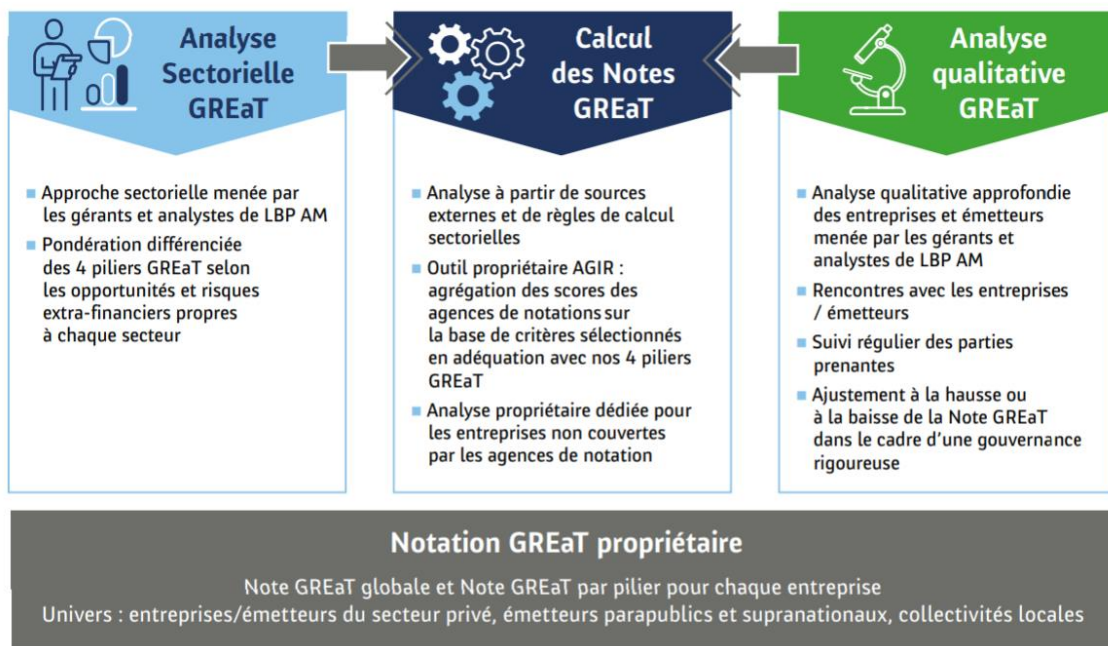 Analyse
Sectorielle
GREaT
Approche sectorielle menée par
les gérants et analystes de LBP AM
Pondération différenciée
des 4 piliers GREaT selon
les opportunités et risques
extra-financiers propres
à chaque secteur
Calcul
des Notes
GREaT
Analyse à partir de sources
externes et de règles de calcul
sectorielles
Outil propriétaire AGIR :
agrégation des scores des
agences de notations sur
la base de critères sélectionnés
en adéquation avec nos 4 piliers
GREaT
Analyse propriétaire dédiée pour
les entreprises non couvertes
par les agences de notation
Analyse
qualitative
GREaT
Analyse qualitative approfondie
des entreprises et émetteurs
menée par les gérants et
analystes de LBP AM
Rencontres avec les entreprises
/ émetteurs
Suivi régulier des parties
prenantes
Ajustement à la hausse ou
à la baisse de la Note GREaT
dans le cadre d'une gouvernance
rigoureuse
Notation GREaT propriétaire
Note GREaT globale et Note GREaT par pilier pour chaque entreprise
Univers : entreprises/émetteurs du secteur privé, émetteurs parapublics et supranationaux, collectivités locales